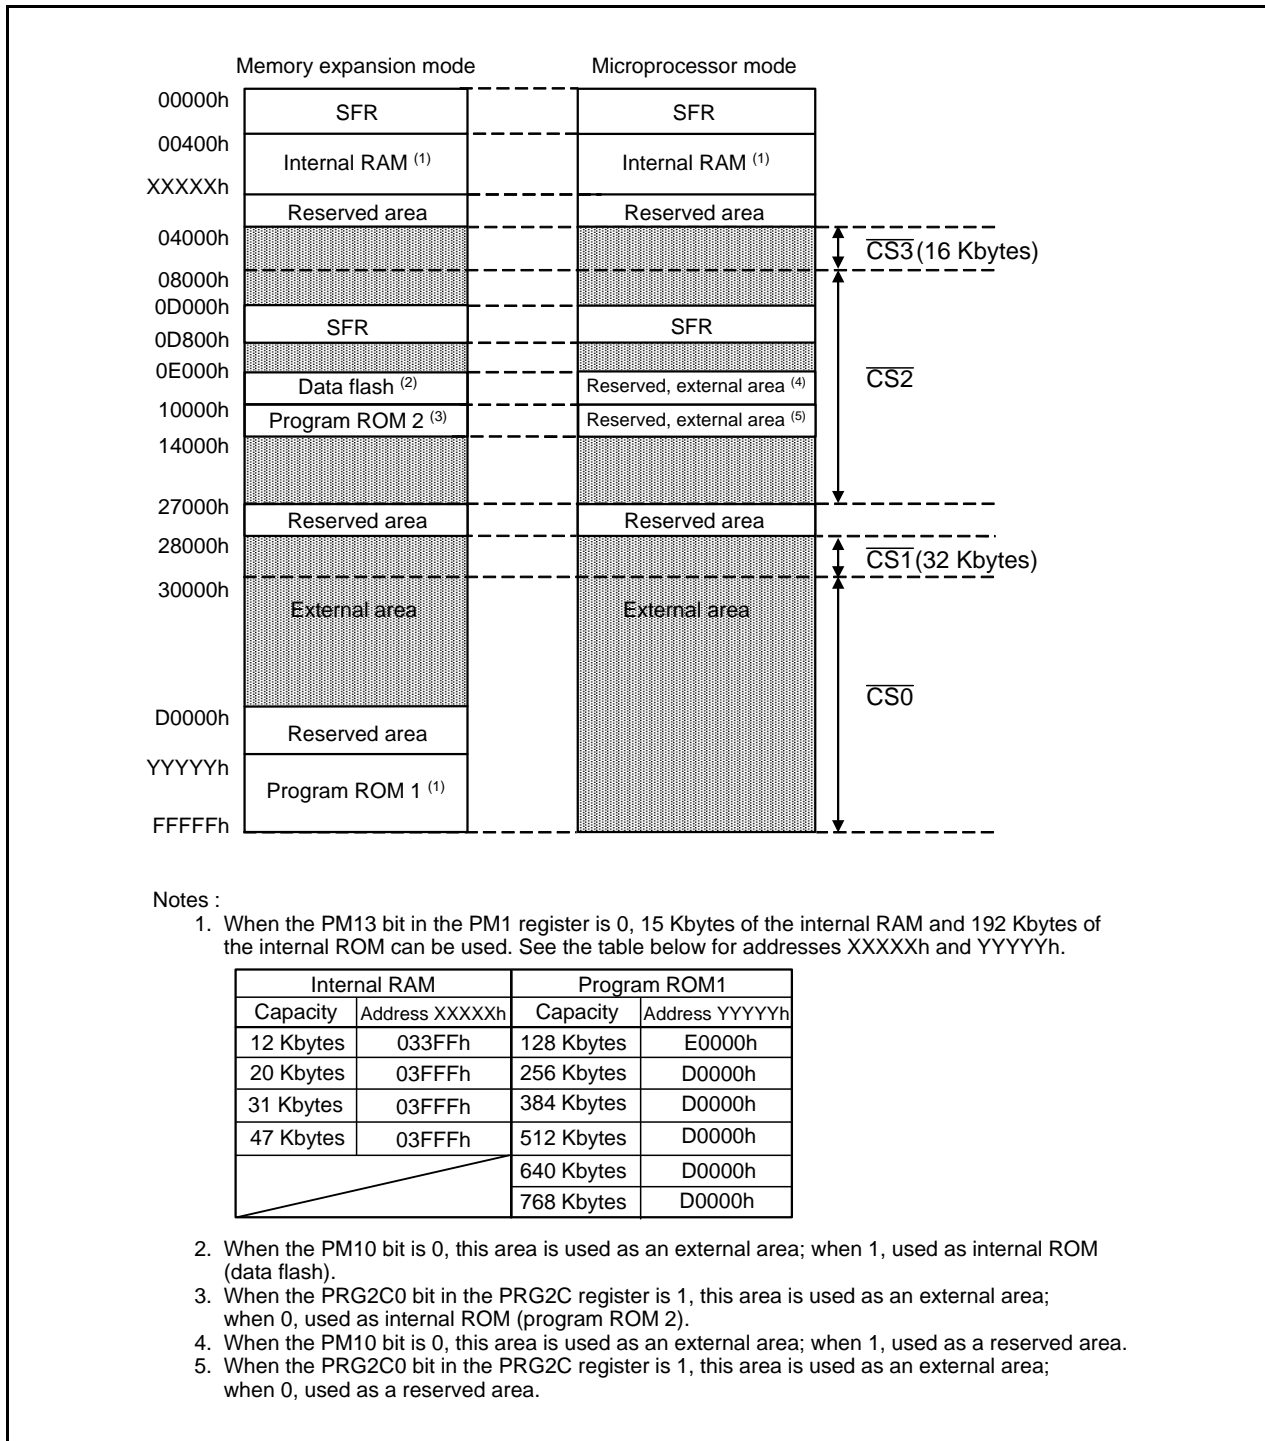 Memory expansion mode Microprocessor mode
00000h
SFR SFR
00400h
Internal RAM (1) Internal RAM (1)
XXXXXh
Reserved area Reserved area
04000h
CS3 (16 Kbytes)
08000h
0D000h
SFR SFR
0D800h
0E000h
CS2
Data flash (2) Reserved, external area (4)
10000h
Program ROM 2 (3) Reserved, external area (5)
14000h
27000h
Reserved area Reserved area
28000h
CS1 (32 Kbytes)
30000h
External area External area
CS0
D0000h
Reserved area
YYYYYh
Program ROM 1 (1)
FFFFFh
Notes :
1. When the PM13 bit in the PM1 register is 0, 15 Kbytes of the internal RAM and 192 Kbytes of
the internal ROM can be used. See the table below for addresses XXXXXh and YYYYYh.
Internal RAM Program ROM1
Capacity Address XXXXXh Capacity Address YYYYYh
12 Kbytes 033FFh 128 Kbytes E0000h
20 Kbytes 03FFFh 256 Kbytes D0000h
31 Kbytes 03FFFh 384 Kbytes D0000h
47 Kbytes 03FFFh 512 Kbytes D0000h
640 Kbytes D0000h
768 Kbytes D0000h
2. When the PM10 bit is 0, this area is used as an external area; when 1, used as internal ROM
(data flash).
3. When the PRG2C0 bit in the PRG2C register is 1, this area is used as an external area;
when 0, used as internal ROM (program ROM 2).
4. When the PM10 bit is 0, this area is used as an external area; when 1, used as a reserved area.
5. When the PRG2C0 bit in the PRG2C register is 1, this area is used as an external area;
when 0, used as a reserved area.